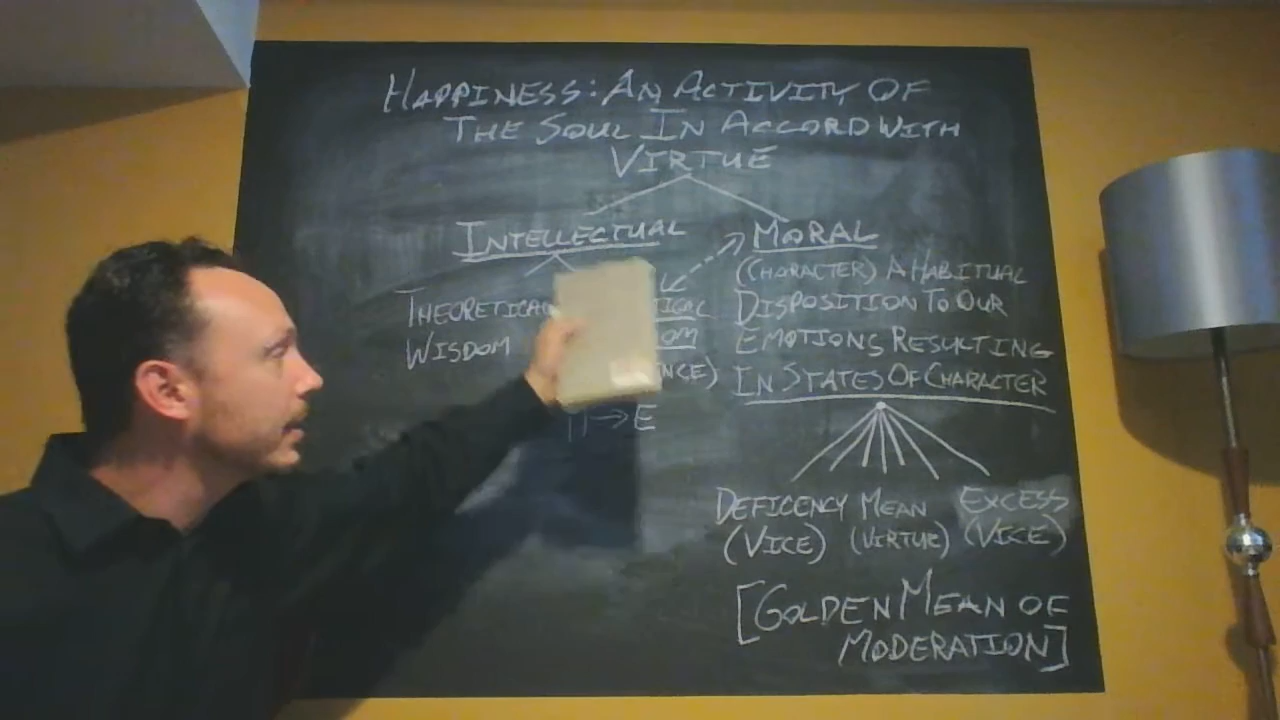 HAPPINESS: AN ACTIVITY OF
THE SOUL IN ACCORD WITH
VIRTUE
INTELLECTUAL
MORAL
THEORETICAL
WISDOM
(CHARACTER) A HABITUAL
DISPOSITION TO OUR
EMOTIONS RESULTING
IN STATES OF CHARACTER
→E
DEFICENCY MEAN EXCESS
(VICE) (VIRTUE) (VICE)
[GOLDEN MEAN OF
MODERATION]